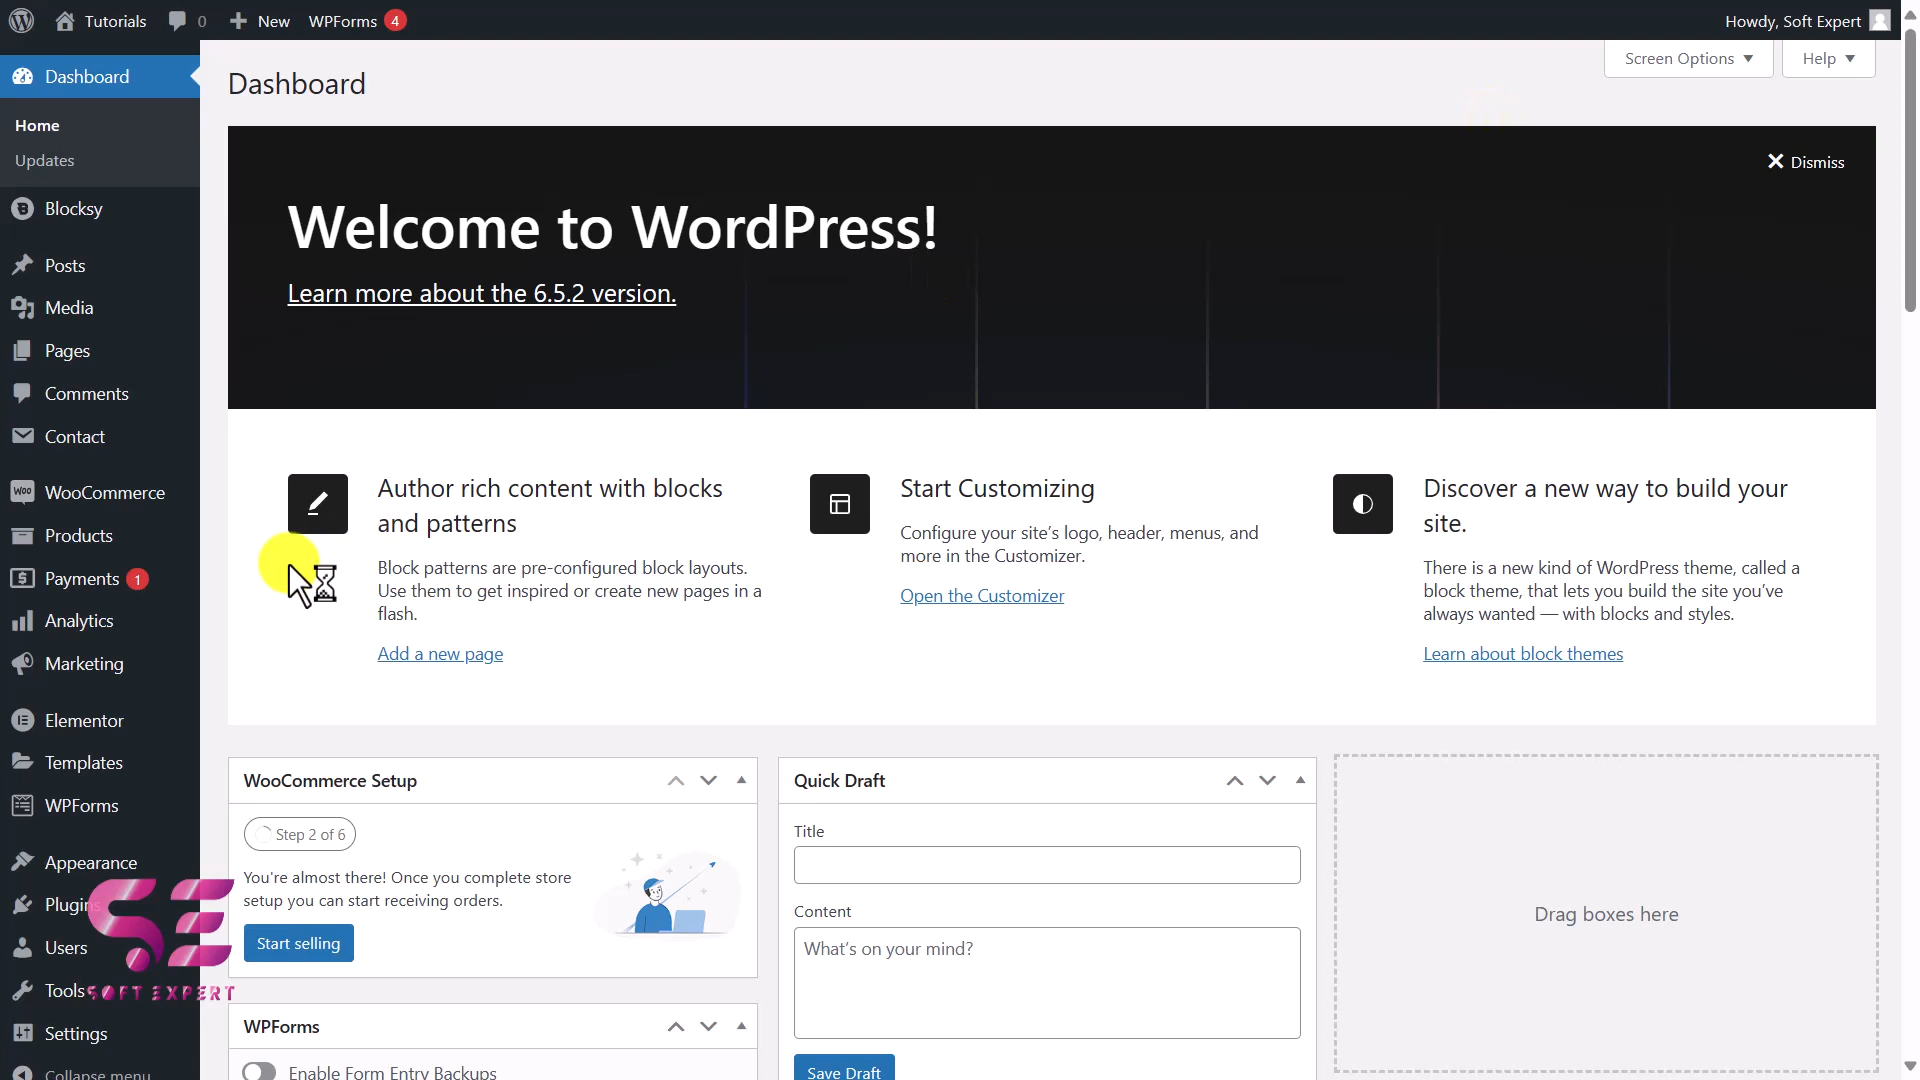 Tutorials 0 New WPForms 4 Howdy, Soft Expert
Dashboard
Home
Updates
Blocksy
Posts
Media
Pages
Comments
Contact
WooCommerce
Products
Payments 1
Analytics
Marketing
Elementor
Templates
WPForms
Appearance
Plugins
Users
Tools
Settings
Collapse menu
SOFT EXPERT
Screen Options
Help
Dashboard
Dismiss
Welcome to WordPress!
Learn more about the 6.5.2 version.
Author rich content with blocks
and patterns
Block patterns are pre-configured block layouts.
Use them to get inspired or create new pages in a
flash.
Add a new page
Start Customizing
Configure your site’s logo, header, menus, and
more in the Customizer.
Open the Customizer
Discover a new way to build your
site.
There is a new kind of WordPress theme, called a
block theme, that lets you build the site you’ve
always wanted — with blocks and styles.
Learn about block themes
WooCommerce Setup
Step 2 of 6
You're almost there! Once you complete store
setup you can start receiving orders.
Start selling
WPForms
Enable Form Entry Backups
Quick Draft
Title
Content
What’s on your mind?
Save Draft
Drag boxes here